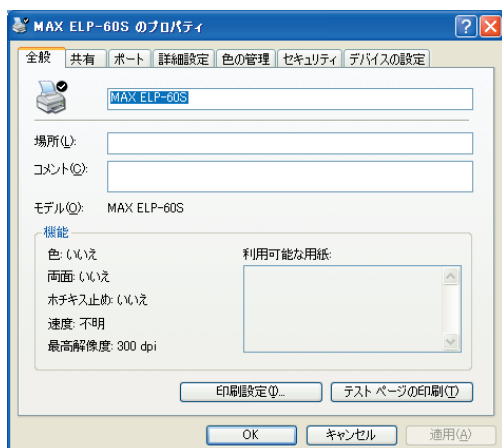 MAX ELP-60S のプロパティ
全般 共有 ポート 詳細設定 色の管理 セキュリティ デバイスの設定
MAX ELP-60S
場所(L):
コメント(C):
モデル(O): MAX ELP-60S
機能
色: いいえ 利用可能な用紙:
両面: いいえ
ホチキス止め: いいえ
速度: 不明
最高解像度: 300 dpi
印刷設定(I)... テスト ページの印刷(T)
OK キャンセル 適用(A)